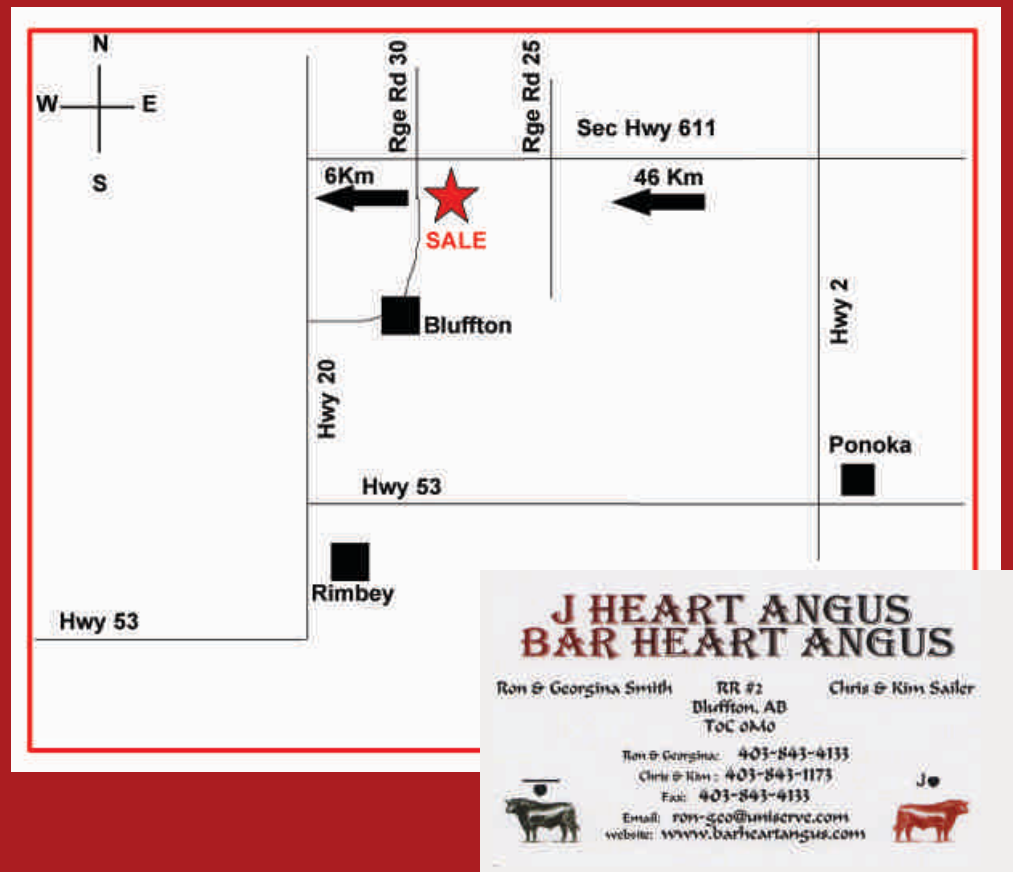 N
W E
S
Rge Rd 30
Rge Rd 25
Sec Hwy 611
6Km
46 Km
SALE
Bluffton
Hwy 2
Hwy 20
Ponoka
Hwy 53
Rimbey
Hwy 53
J HEART ANGUS
BAR HEART ANGUS
Ron & Georgina Smith RR #2 Chris & Kim Sailer
Bluffton, AB
T0C 0M0
Ron & Georgina: 403-843-4133
Chris & Kim : 403-843-1173
Fax: 403-843-4133
Email: ron-geo@uniserve.com
website: www.barheartangus.com
J